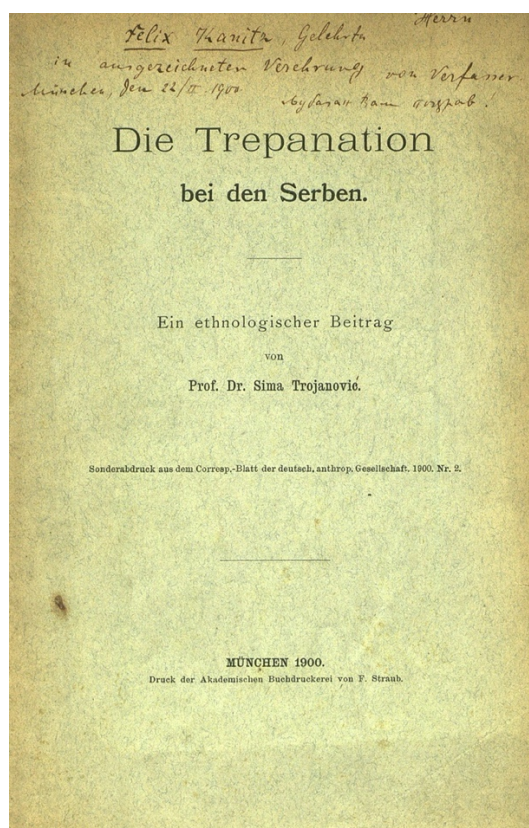 Herrn
Felix Kanitz, Gelehrter
in ausgezeichneter Verehrung von Verfasser
München, den 22/II 1900
Die Trepanation
bei den Serben.
Ein ethnologischer Beitrag
von
Prof. Dr. Sima Trojanović.
Sonderabdruck aus dem Corresp.-Blatt der deutsch. anthrop. Gesellschaft. 1900. Nr. 2.
MÜNCHEN 1900.
Druck der Akademischen Buchdruckerei von F. Straub.